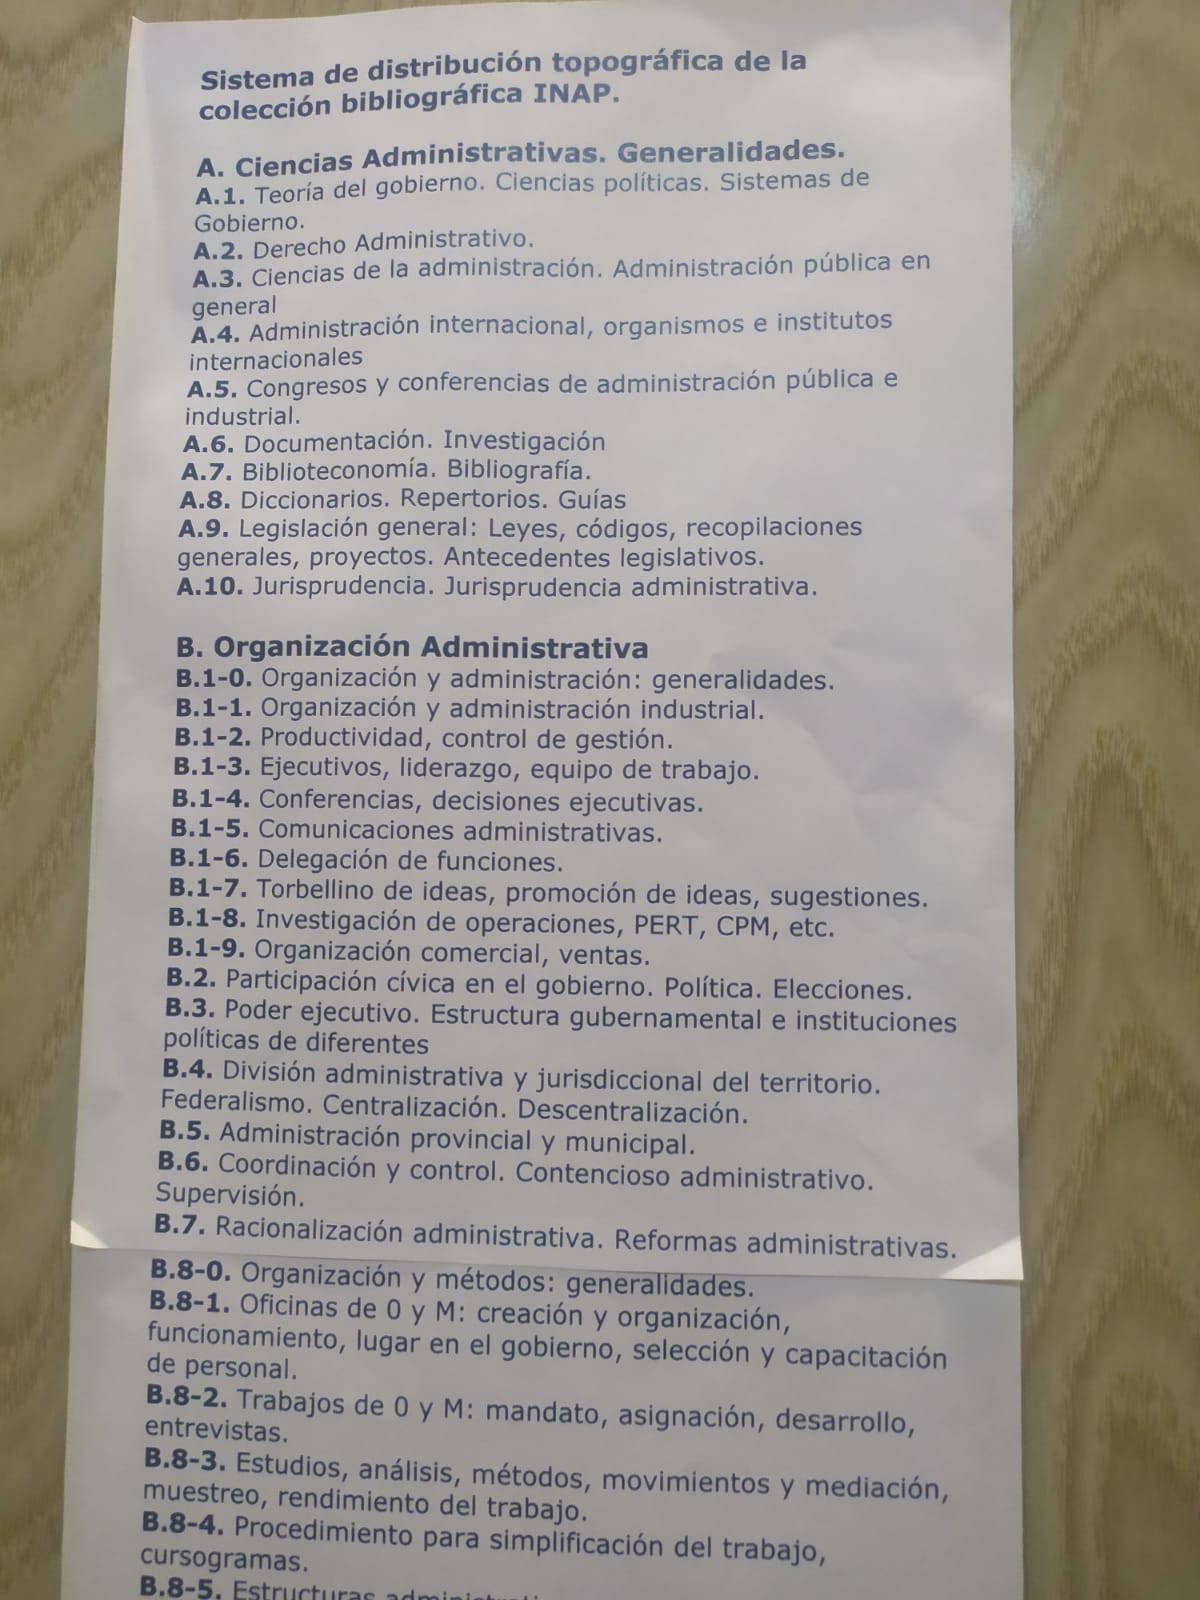 Sistema de distribución topográfica de la
colección bibliográfica INAP.
A. Ciencias Administrativas. Generalidades.
A.1. Teoría del gobierno. Ciencias políticas. Sistemas de
Gobierno.
A.2. Derecho Administrativo.
A.3. Ciencias de la administración. Administración pública en
general
A.4. Administración internacional, organismos e institutos
internacionales
A.5. Congresos y conferencias de administración pública e
industrial.
A.6. Documentación. Investigación
A.7. Biblioteconomía. Bibliografía.
A.8. Diccionarios. Repertorios. Guías
A.9. Legislación general: Leyes, códigos, recopilaciones
generales, proyectos. Antecedentes legislativos.
A.10. Jurisprudencia. Jurisprudencia administrativa.
B. Organización Administrativa
B.1-0. Organización y administración: generalidades.
B.1-1. Organización y administración industrial.
B.1-2. Productividad, control de gestión.
B.1-3. Ejecutivos, liderazgo, equipo de trabajo.
B.1-4. Conferencias, decisiones ejecutivas.
B.1-5. Comunicaciones administrativas.
B.1-6. Delegación de funciones.
B.1-7. Torbellino de ideas, promoción de ideas, sugestiones.
B.1-8. Investigación de operaciones, PERT, CPM, etc.
B.1-9. Organización comercial, ventas.
B.2. Participación cívica en el gobierno. Política. Elecciones.
B.3. Poder ejecutivo. Estructura gubernamental e instituciones
políticas de diferentes
B.4. División administrativa y jurisdiccional del territorio.
Federalismo. Centralización. Descentralización.
B.5. Administración provincial y municipal.
B.6. Coordinación y control. Contencioso administrativo.
Supervisión.
B.7. Racionalización administrativa. Reformas administrativas.
B.8-0. Organización y métodos: generalidades.
B.8-1. Oficinas de 0 y M: creación y organización,
funcionamiento, lugar en el gobierno, selección y capacitación
de personal.
B.8-2. Trabajos de 0 y M: mandato, asignación, desarrollo,
entrevistas.
B.8-3. Estudios, análisis, métodos, movimientos y mediación,
muestreo, rendimiento del trabajo.
B.8-4. Procedimiento para simplificación del trabajo,
cursogramas.
B.8-5. Estructuras